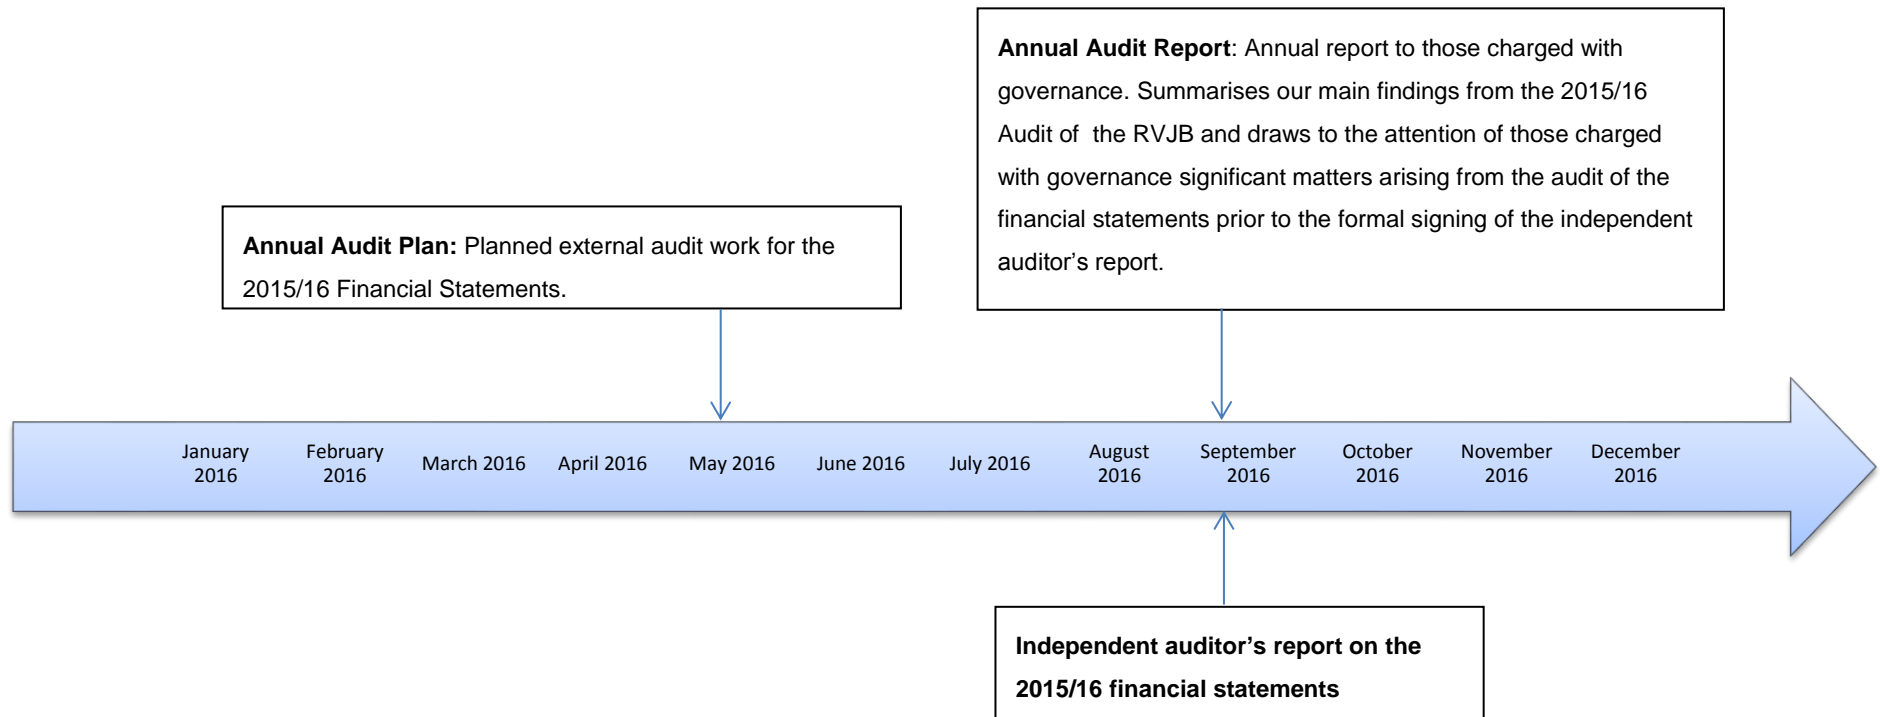 Annual Audit Report: Annual report to those charged with
governance. Summarises our main findings from the 2015/16
Audit of the RVJB and draws to the attention of those charged
with governance significant matters arising from the audit of the
financial statements prior to the formal signing of the independent
auditor’s report.
Annual Audit Plan: Planned external audit work for the
2015/16 Financial Statements.
January
2016
February
2016
March 2016
April 2016
May 2016
June 2016
July 2016
August
2016
September
2016
October
2016
November
2016
December
2016
Independent auditor’s report on the
2015/16 financial statements